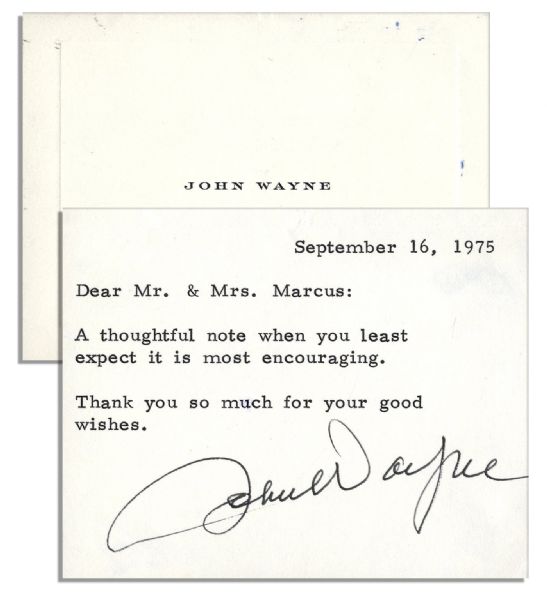 JOHN WAYNE
September 16, 1975
Dear Mr. & Mrs. Marcus:
A thoughtful note when you least
expect it is most encouraging.
Thank you so much for your good
wishes.
John Wayne